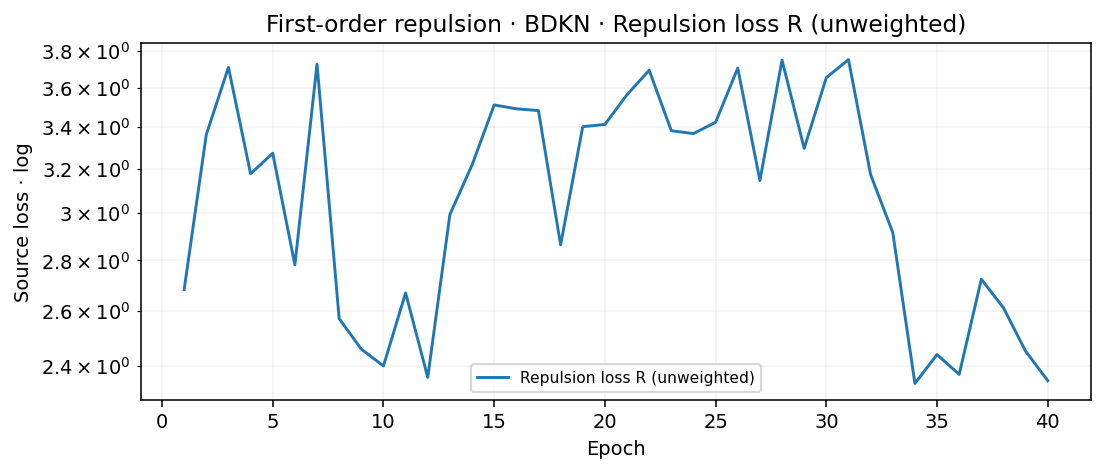 First-order repulsion · BDKN · Repulsion loss R (unweighted)
Source loss · log
3.8 × 10⁰
3.6 × 10⁰
3.4 × 10⁰
3.2 × 10⁰
3 × 10⁰
2.8 × 10⁰
2.6 × 10⁰
2.4 × 10⁰
Repulsion loss R (unweighted)
0 5 10 15 20 25 30 35 40
Epoch